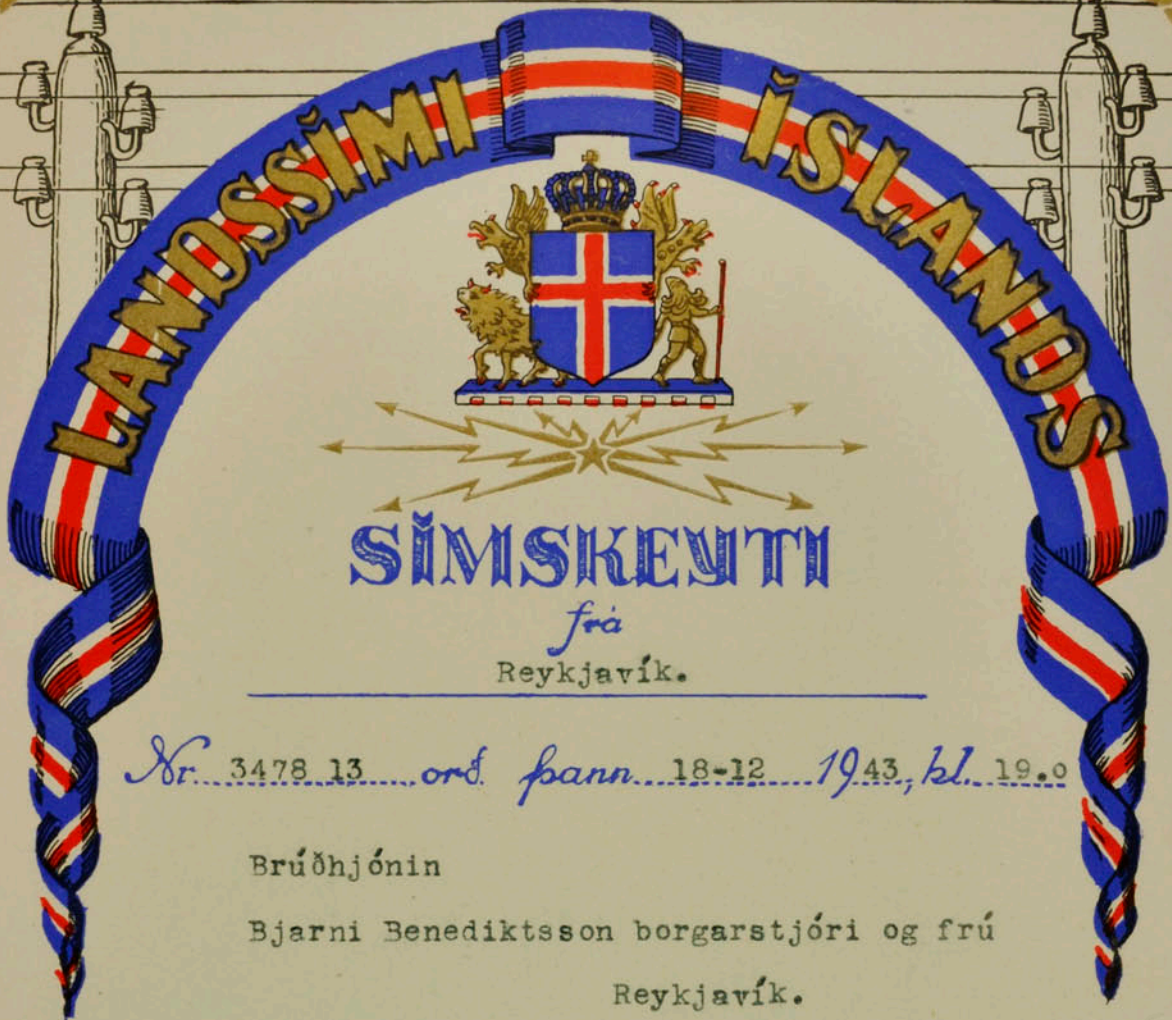 LANDSSÍMI ÍSLANDS
SÍMSKEYTI
frá
Reykjavík.
Nr. 3478 13 orð þann 18-12 1943, kl. 19.0
Brúðhjónin
Bjarni Benediktsson borgarstjóri og frú
Reykjavík.